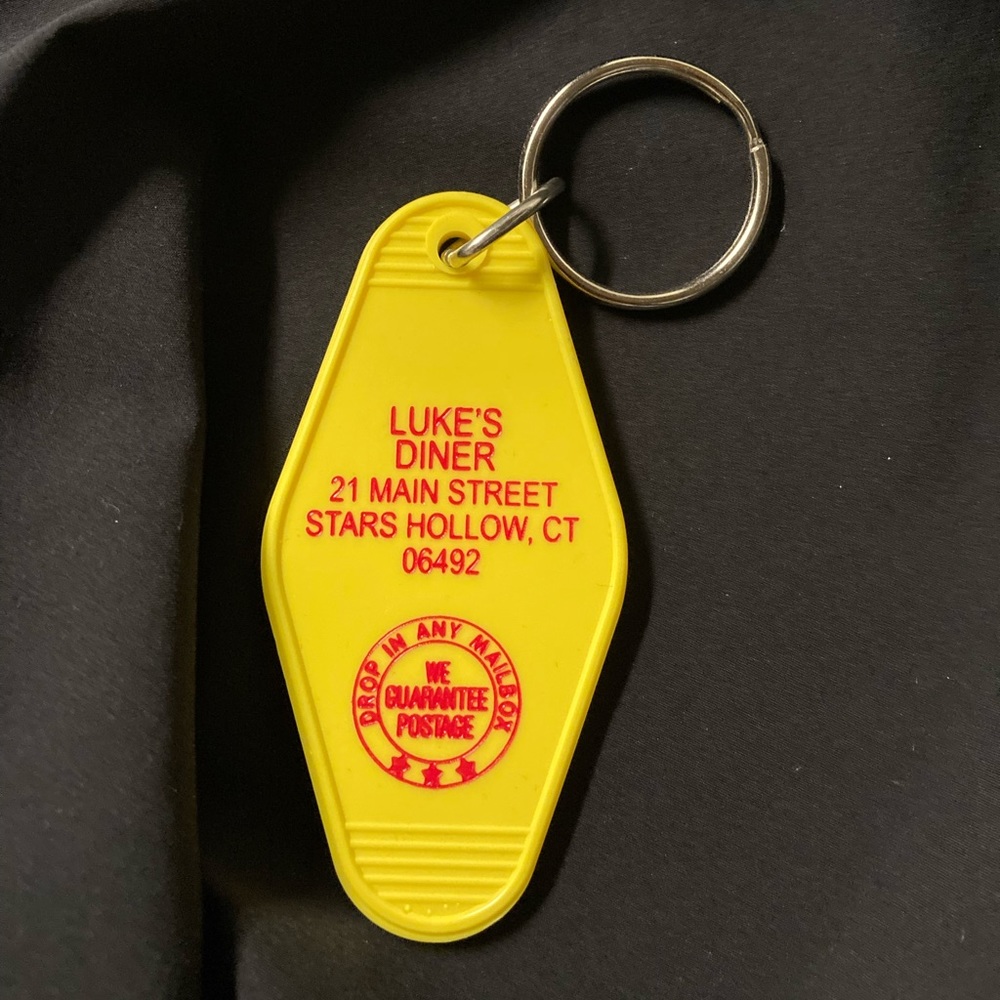 LUKE'S
DINER
21 MAIN STREET
STARS HOLLOW, CT
06492
DROP IN ANY MAILBOX
WE
GUARANTEE
POSTAGE